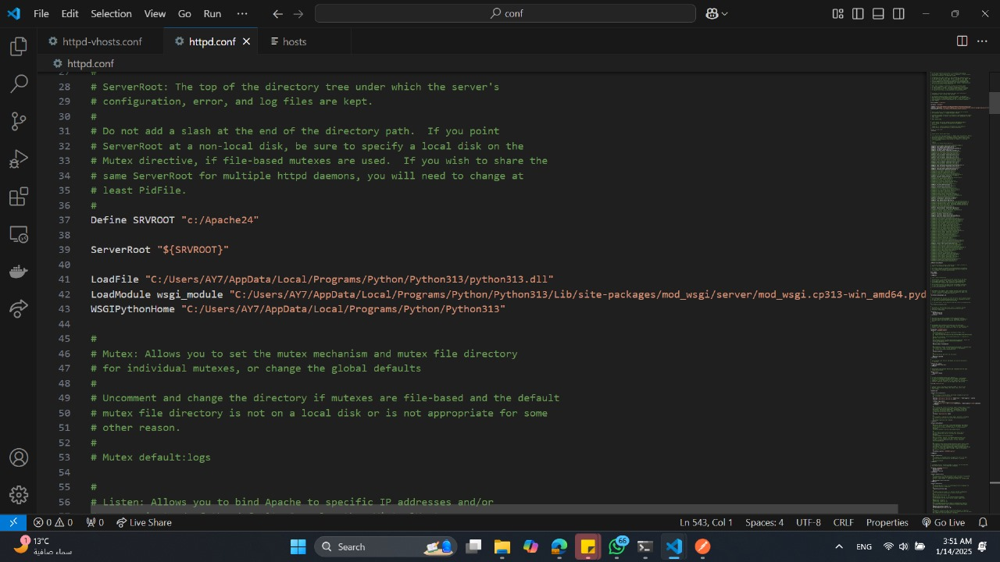 File Edit Selection View Go Run ··· conf
httpd-vhosts.conf httpd.conf hosts
httpd.conf
27 #
28 # ServerRoot: The top of the directory tree under which the server's
29 # configuration, error, and log files are kept.
30 #
31 # Do not add a slash at the end of the directory path. If you point
32 # ServerRoot at a non-local disk, be sure to specify a local disk on the
33 # Mutex directive, if file-based mutexes are used. If you wish to share the
34 # same ServerRoot for multiple httpd daemons, you will need to change at
35 # least PidFile.
36 #
37 Define SRVROOT "c:/Apache24"
38
39 ServerRoot "${SRVROOT}"
40
41 LoadFile "C:/Users/AY7/AppData/Local/Programs/Python/Python313/python313.dll"
42 LoadModule wsgi_module "C:/Users/AY7/AppData/Local/Programs/Python/Python313/Lib/site-packages/mod_wsgi/server/mod_wsgi.cp313-win_amd64.pyd
43 WSGIPythonHome "C:/Users/AY7/AppData/Local/Programs/Python/Python313"
44
45 #
46 # Mutex: Allows you to set the mutex mechanism and mutex file directory
47 # for individual mutexes, or change the global defaults
48 #
49 # Uncomment and change the directory if mutexes are file-based and the default
50 # mutex file directory is not on a local disk or is not appropriate for some
51 # other reason.
52 #
53 # Mutex default:logs
54
55 #
56 # Listen: Allows you to bind Apache to specific IP addresses and/or
0 0 0 Live Share Ln 543, Col 1 Spaces: 4 UTF-8 CRLF Properties Go Live
1 13°C
سماء صافية
Search
66
ENG
3:51 AM
1/14/2025